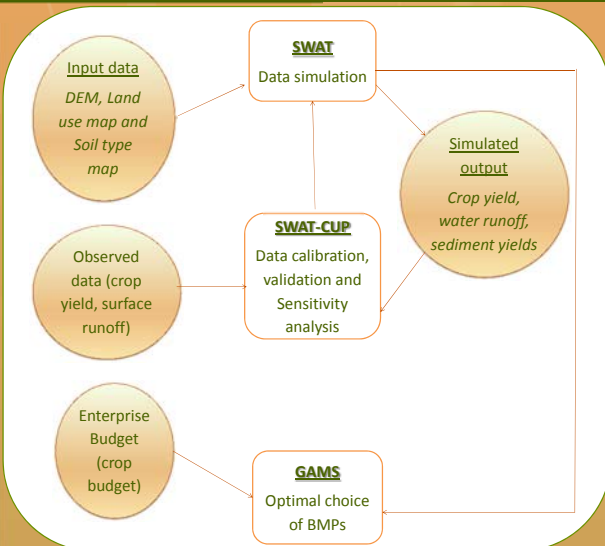 Input data
DEM, Land
use map and
Soil type
map
SWAT
Data simulation
Simulated
output
Crop yield,
water runoff,
sediment yields
SWAT-CUP
Data calibration,
validation and
Sensitivity
analysis
Observed
data (crop
yield, surface
runoff)
Enterprise
Budget
(crop
budget)
GAMS
Optimal choice
of BMPs